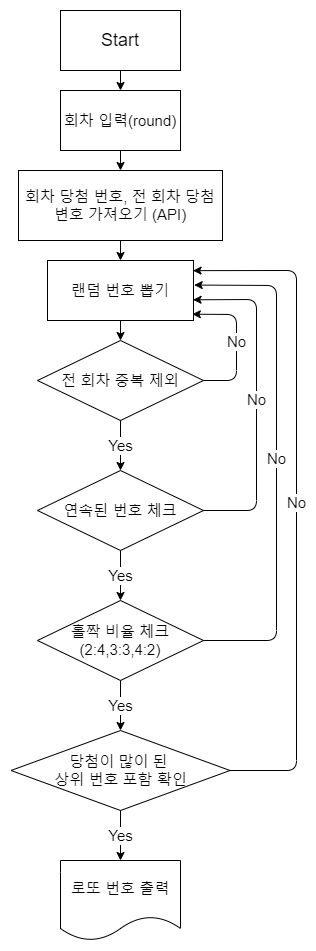 Start
회차 입력(round)
회차 당첨 번호, 전 회차 당첨
변호 가져오기 (API)
랜덤 번호 뽑기
No
전 회차 중복 제외
Yes
No
연속된 번호 체크
Yes
No
홀짝 비율 체크
(2:4,3:3,4:2)
No
Yes
당첨이 많이 된
상위 번호 포함 확인
Yes
로또 번호 출력